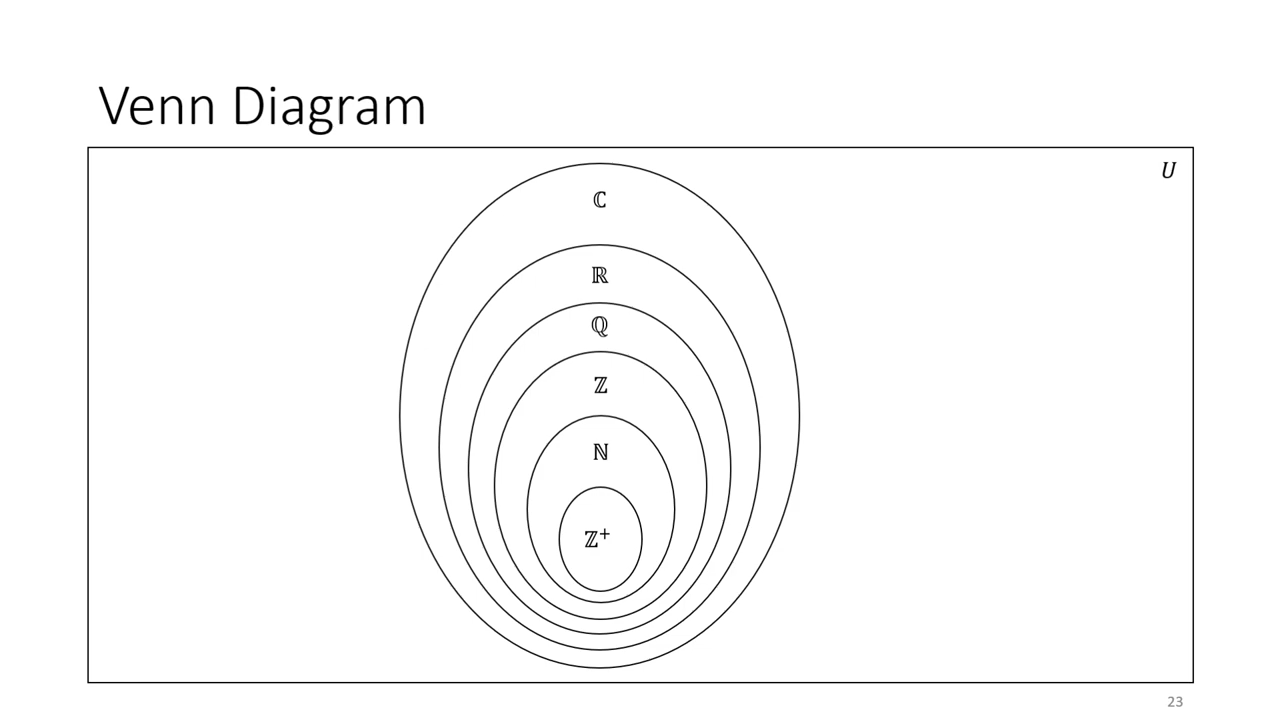 Venn Diagram
U
ℂ
ℝ
ℚ
ℤ
ℕ
ℤ⁺
23